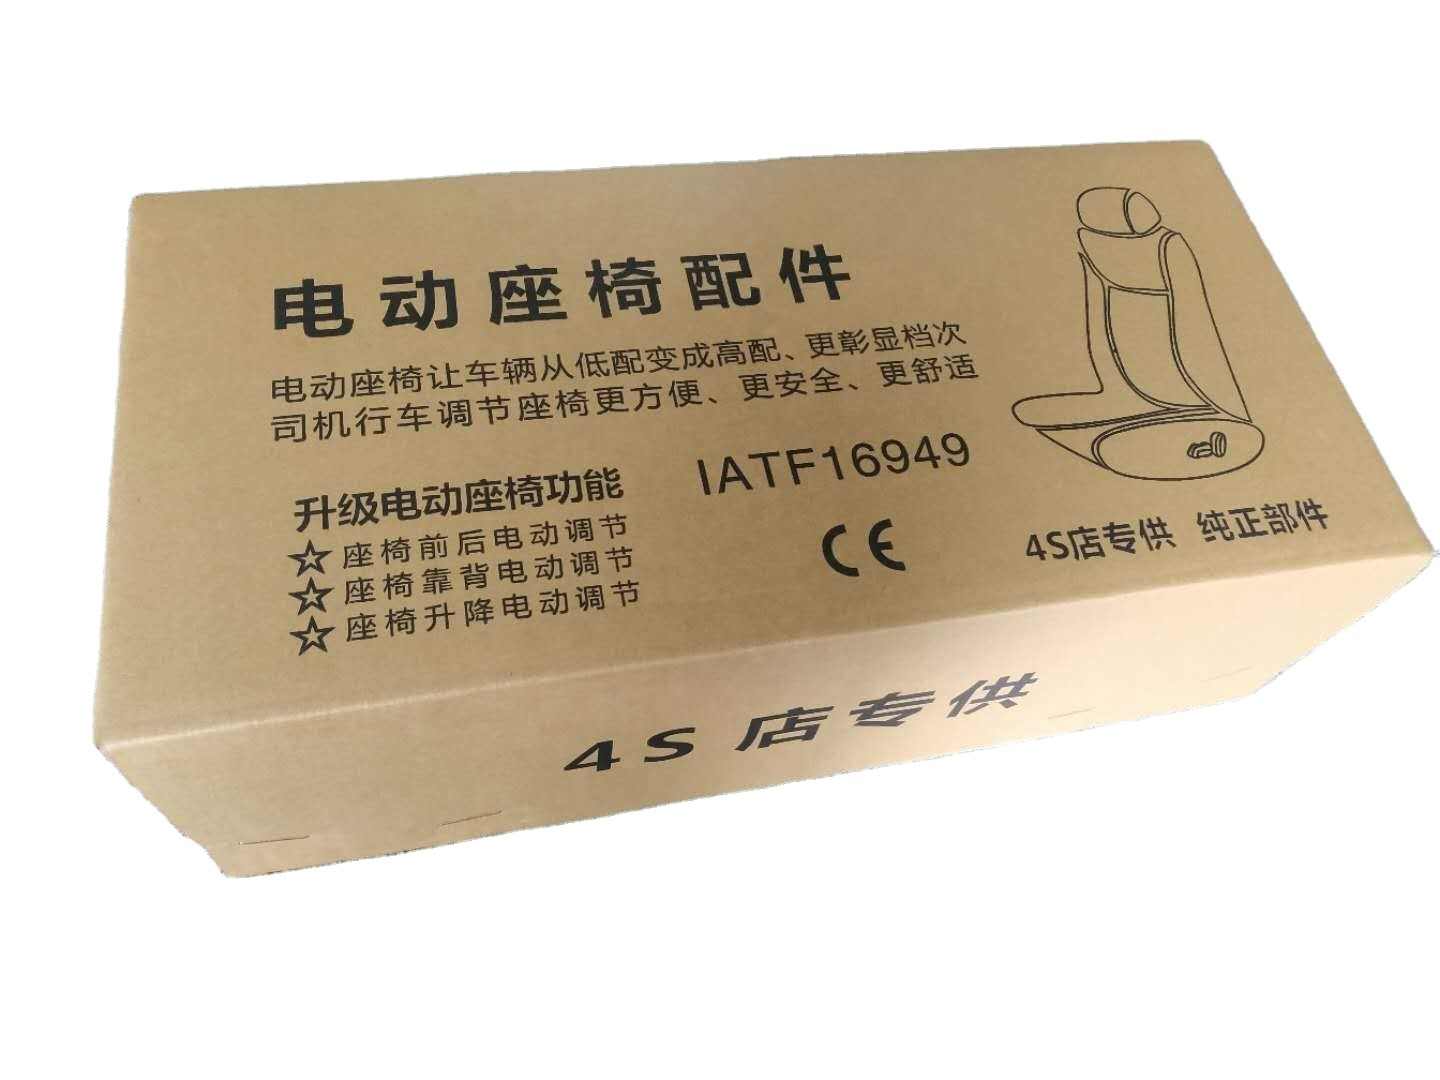 电动座椅配件
电动座椅让车辆从低配变成高配、更彰显档次
司机行车调节座椅更方便、更安全、更舒适
升级电动座椅功能
☆座椅前后电动调节
☆座椅靠背电动调节
☆座椅升降电动调节
IATF16949
CE
4S店专供 纯正部件
4S 店专供